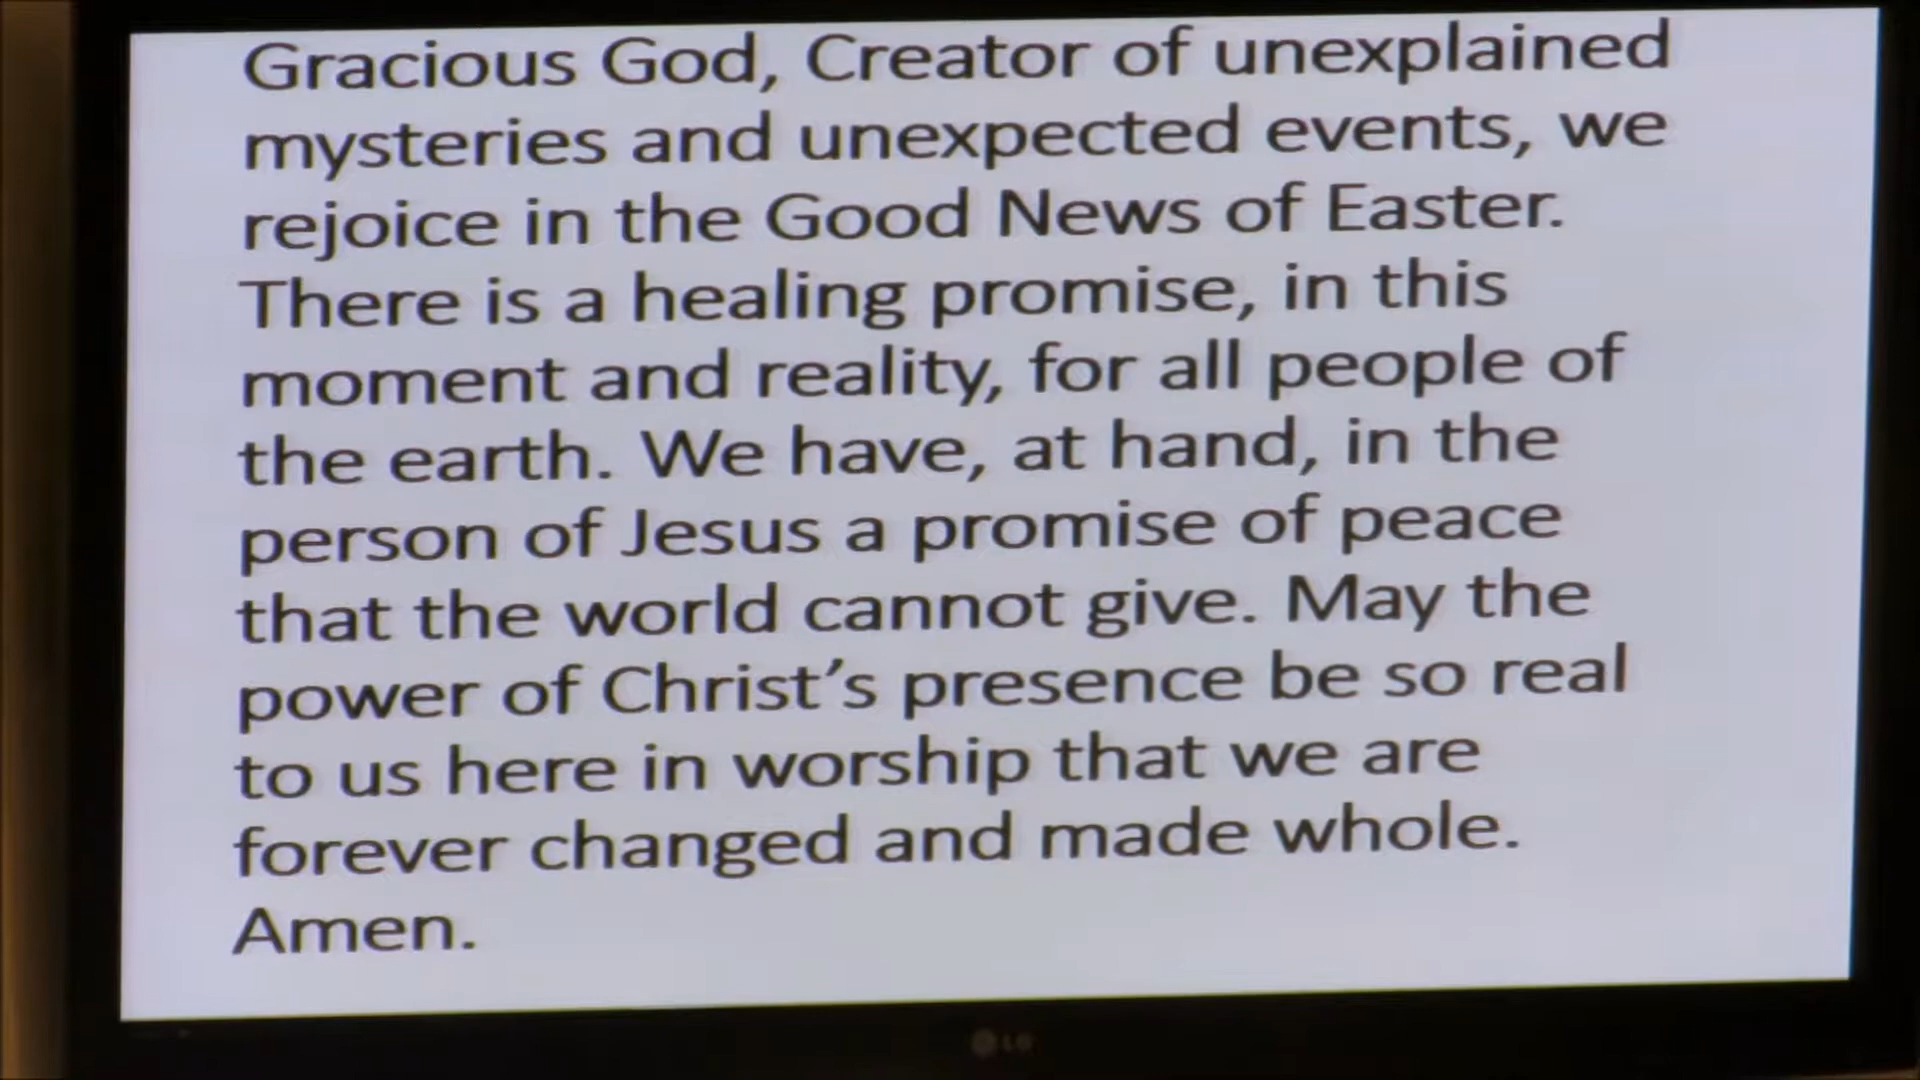 Gracious God, Creator of unexplained
mysteries and unexpected events, we
rejoice in the Good News of Easter.
There is a healing promise, in this
moment and reality, for all people of
the earth. We have, at hand, in the
person of Jesus a promise of peace
that the world cannot give. May the
power of Christ’s presence be so real
to us here in worship that we are
forever changed and made whole.
Amen.
LG